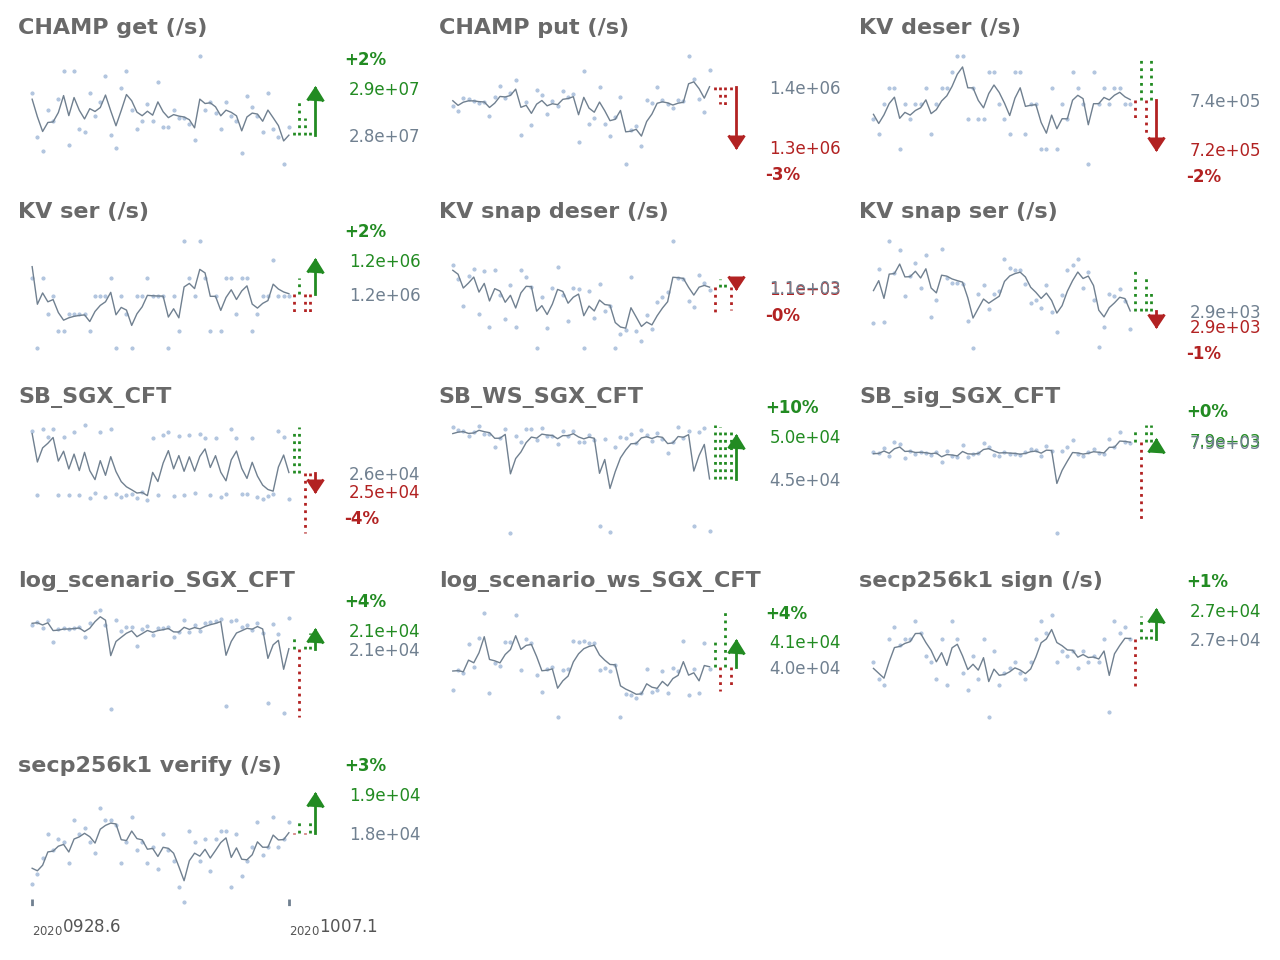 CHAMP get (/s)
+2%
2.9e+07
2.8e+07
CHAMP put (/s)
1.4e+06
1.3e+06
-3%
KV deser (/s)
7.4e+05
7.2e+05
-2%
KV ser (/s)
+2%
1.2e+06
1.2e+06
KV snap deser (/s)
1.1e+03
-0%
KV snap ser (/s)
2.9e+03
2.9e+03
-1%
SB_SGX_CFT
2.6e+04
2.5e+04
-4%
SB_WS_SGX_CFT
+10%
5.0e+04
4.5e+04
SB_sig_SGX_CFT
+0%
7.9e+03
log_scenario_SGX_CFT
+4%
2.1e+04
2.1e+04
log_scenario_ws_SGX_CFT
+4%
4.1e+04
4.0e+04
secp256k1 sign (/s)
+1%
2.7e+04
2.7e+04
secp256k1 verify (/s)
+3%
1.9e+04
1.8e+04
20200928.6
20201007.1